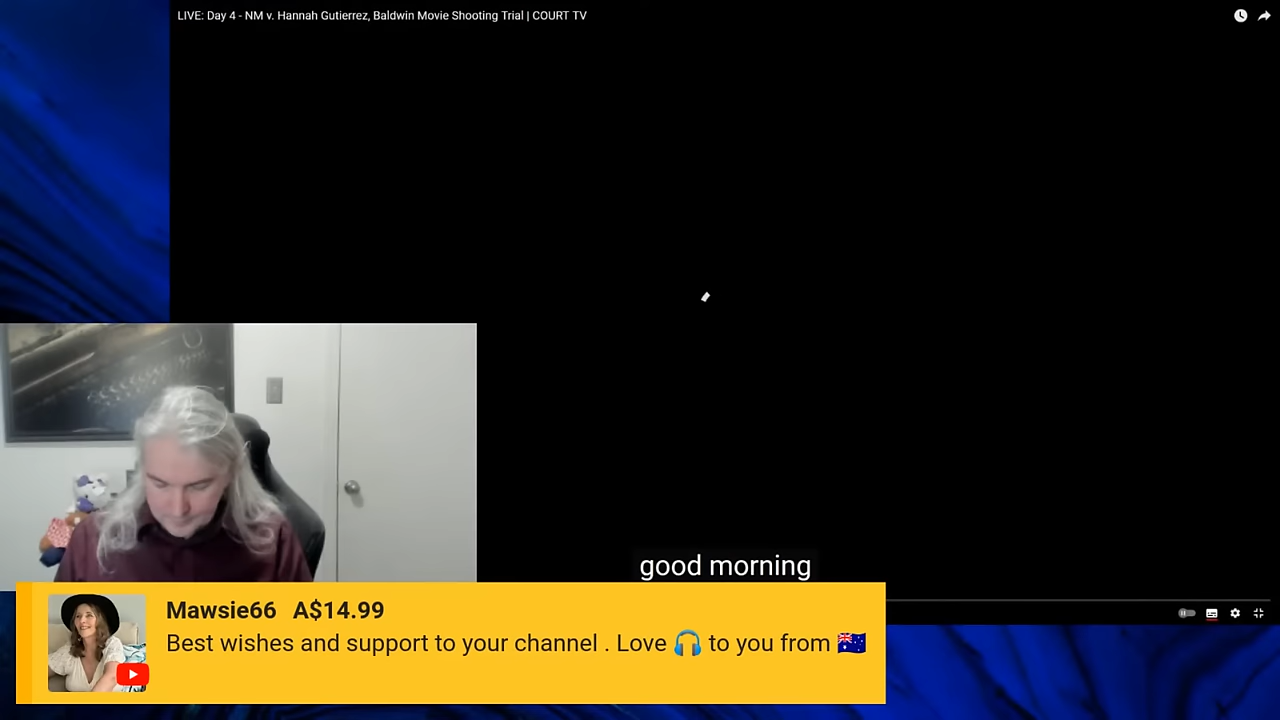 LIVE: Day 4 - NM v. Hannah Gutierrez, Baldwin Movie Shooting Trial | COURT TV
good morning
Mawsie66 A$14.99
Best wishes and support to your channel . Love 🎧 to you from 🇦🇺